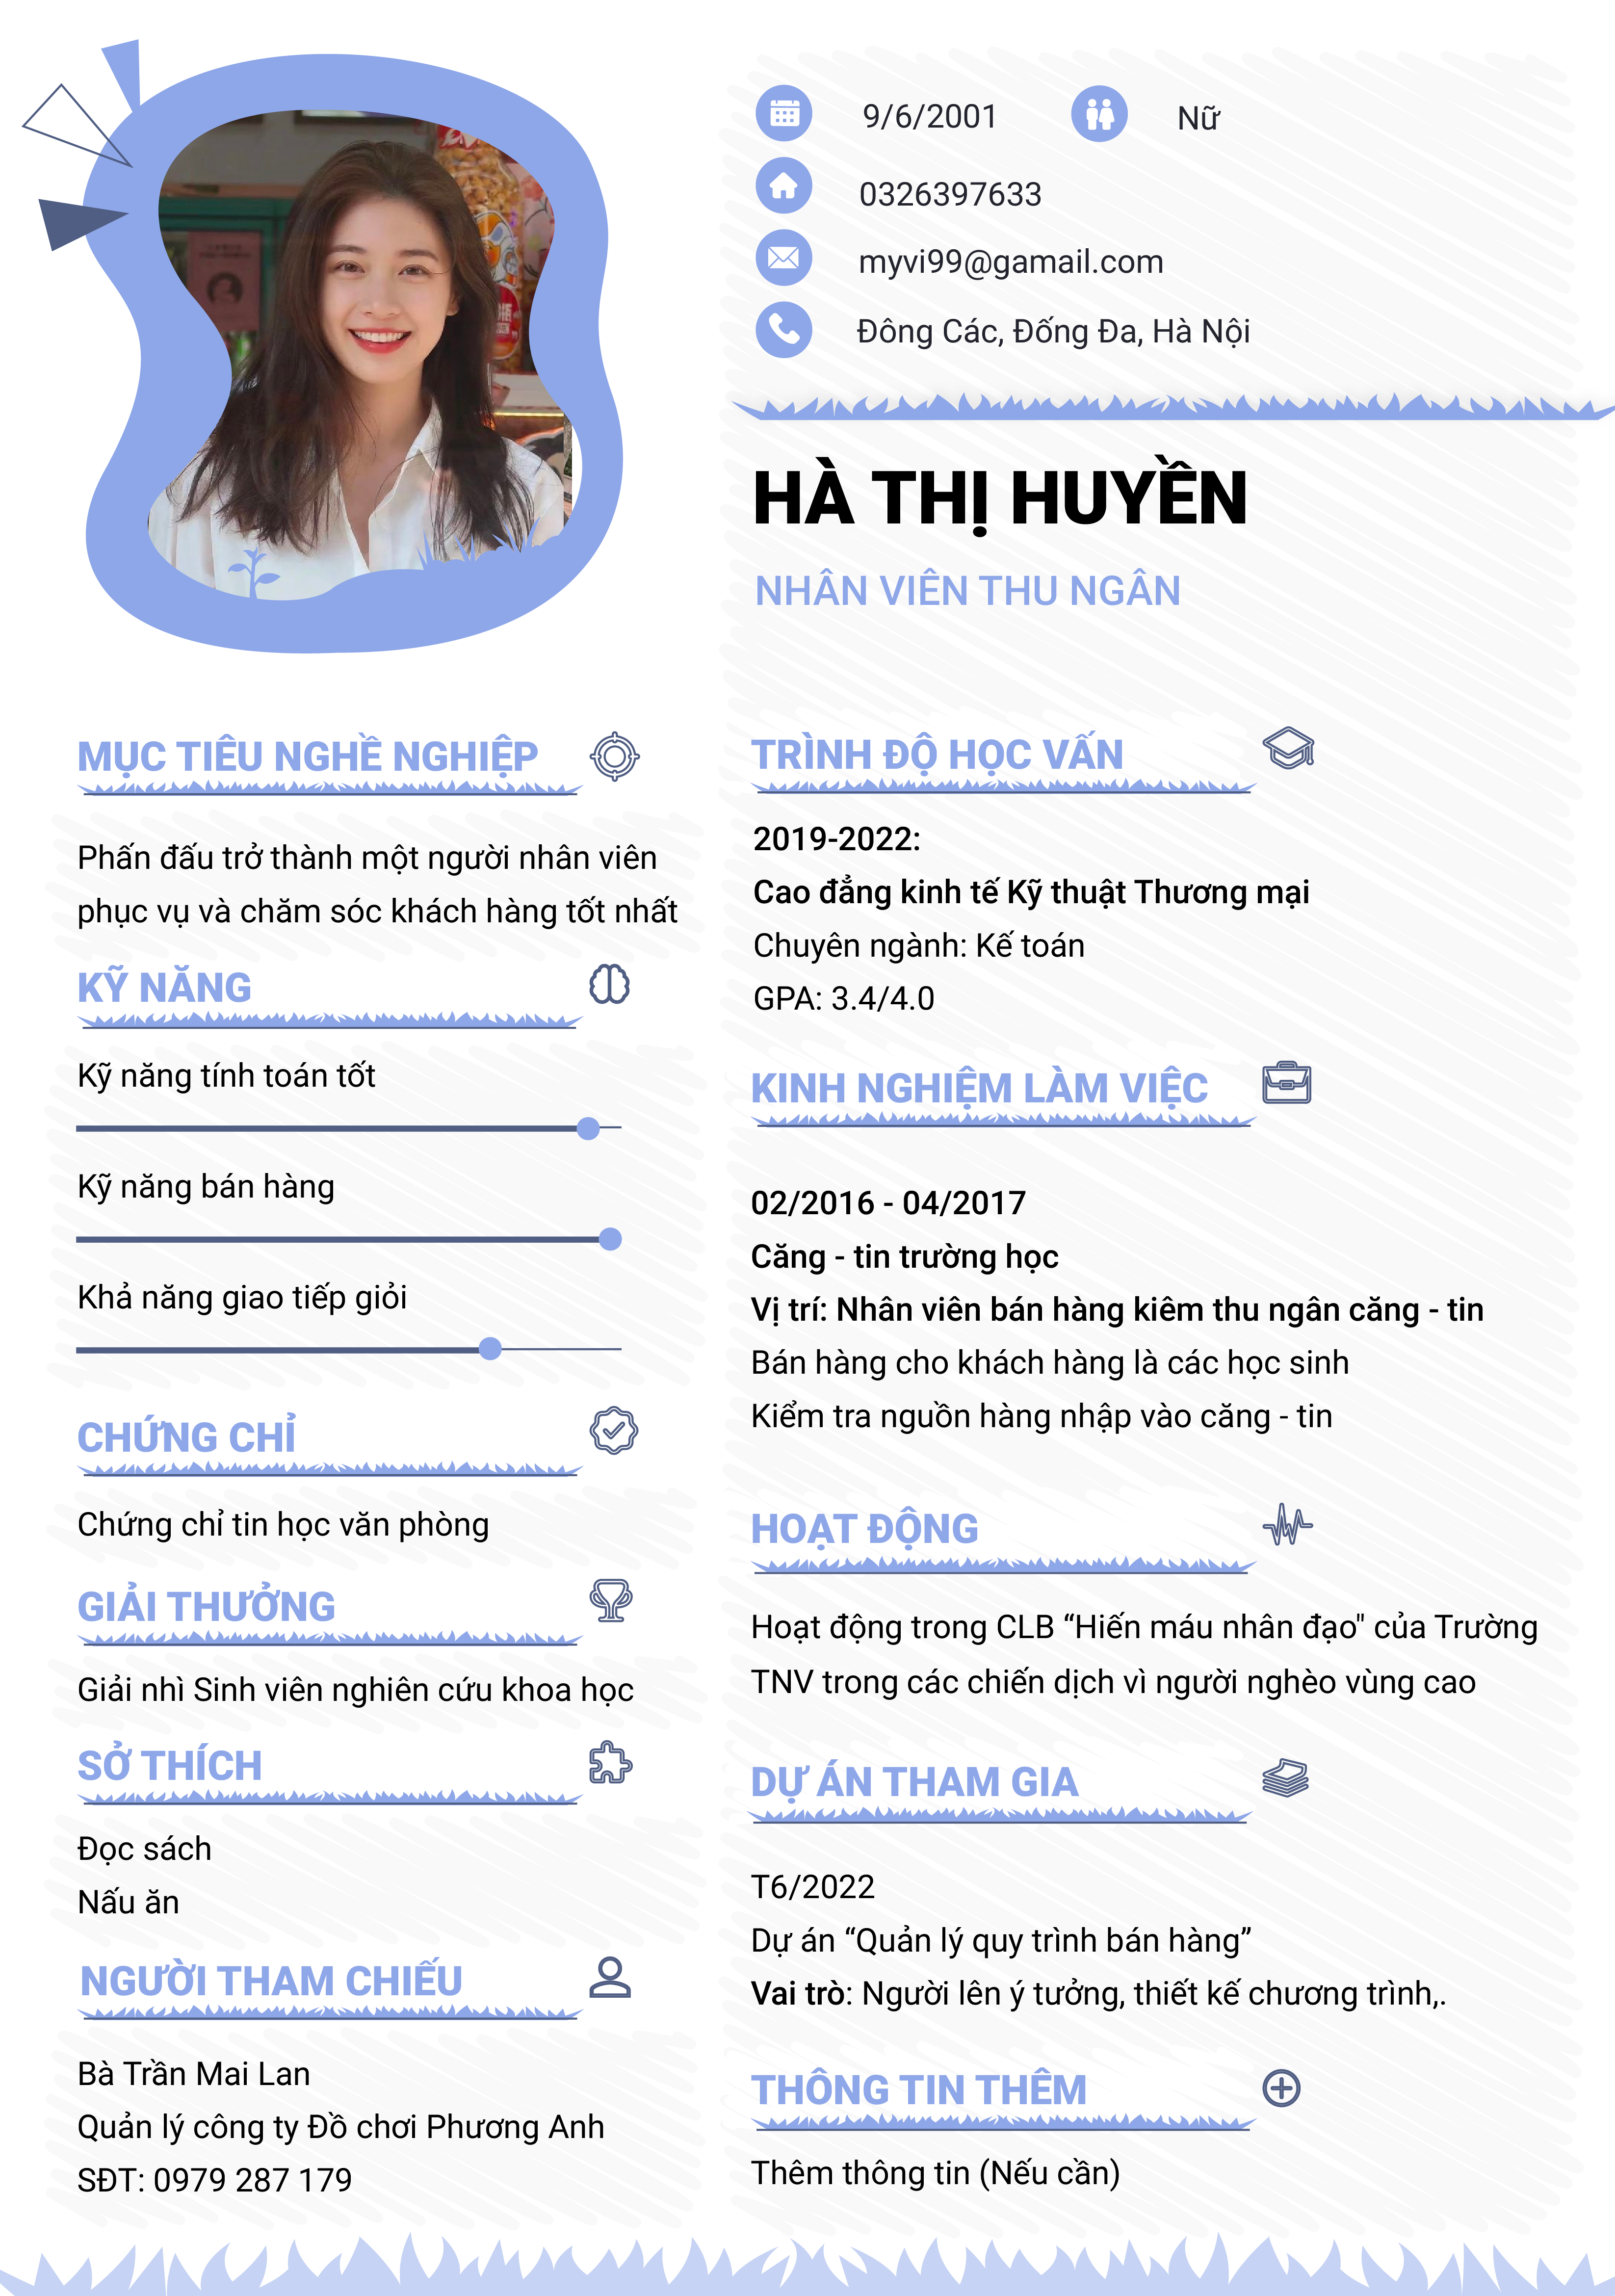 9/6/2001
Nữ
0326397633
myvi99@gamail.com
Đông Các, Đống Đa, Hà Nội
HÀ THỊ HUYỀN
NHÂN VIÊN THU NGÂN
MỤC TIÊU NGHỀ NGHIỆP
Phấn đấu trở thành một người nhân viên
phục vụ và chăm sóc khách hàng tốt nhất
KỸ NĂNG
Kỹ năng tính toán tốt
Kỹ năng bán hàng
Khả năng giao tiếp giỏi
CHỨNG CHỈ
Chứng chỉ tin học văn phòng
GIẢI THƯỞNG
Giải nhì Sinh viên nghiên cứu khoa học
SỞ THÍCH
Đọc sách
Nấu ăn
NGƯỜI THAM CHIẾU
Bà Trần Mai Lan
Quản lý công ty Đồ chơi Phương Anh
SĐT: 0979 287 179
TRÌNH ĐỘ HỌC VẤN
2019-2022:
Cao đẳng kinh tế Kỹ thuật Thương mại
Chuyên ngành: Kế toán
GPA: 3.4/4.0
KINH NGHIỆM LÀM VIỆC
02/2016 - 04/2017
Căng - tin trường học
Vị trí: Nhân viên bán hàng kiêm thu ngân căng - tin
Bán hàng cho khách hàng là các học sinh
Kiểm tra nguồn hàng nhập vào căng - tin
HOẠT ĐỘNG
Hoạt động trong CLB “Hiến máu nhân đạo" của Trường
TNV trong các chiến dịch vì người nghèo vùng cao
DỰ ÁN THAM GIA
T6/2022
Dự án “Quản lý quy trình bán hàng”
Vai trò: Người lên ý tưởng, thiết kế chương trình,.
THÔNG TIN THÊM
Thêm thông tin (Nếu cần)